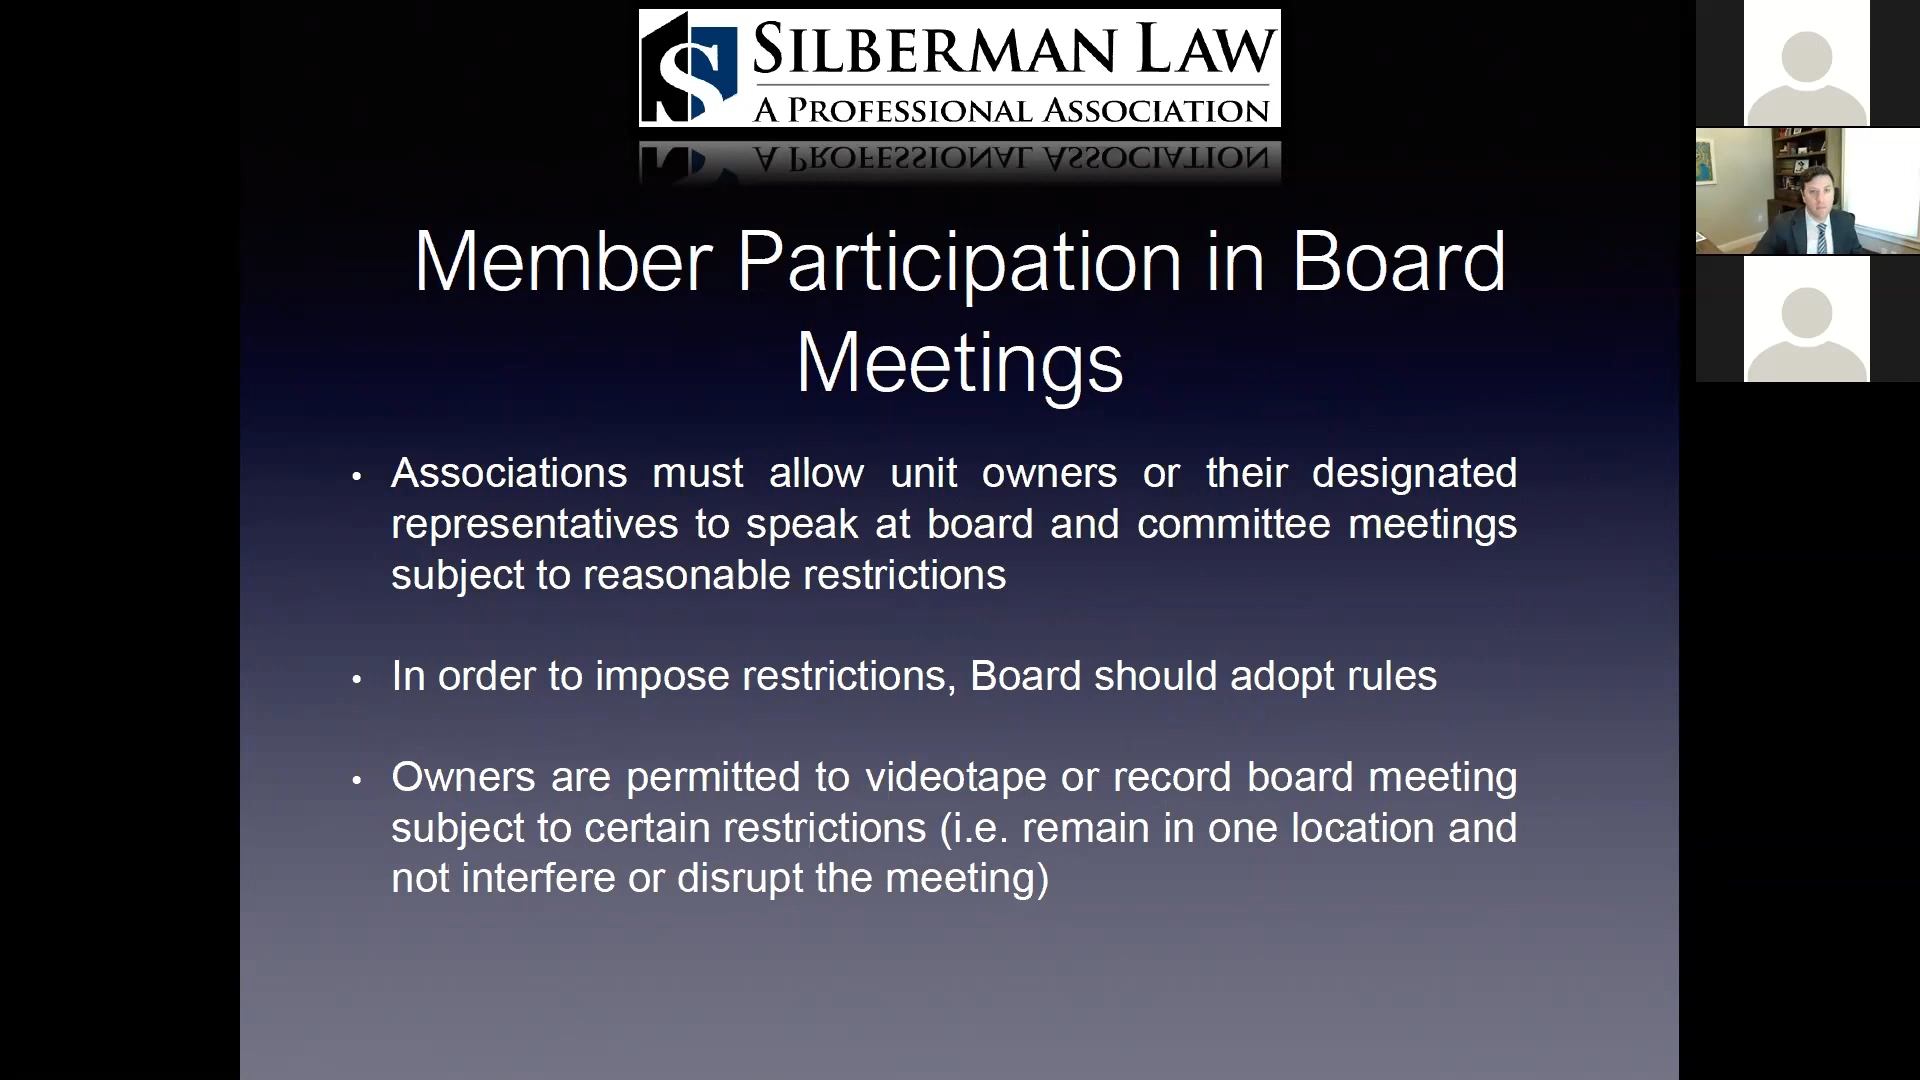 SILBERMAN LAW
A PROFESSIONAL ASSOCIATION
Member Participation in Board
Meetings
• Associations must allow unit owners or their designated
representatives to speak at board and committee meetings
subject to reasonable restrictions
• In order to impose restrictions, Board should adopt rules
• Owners are permitted to videotape or record board meeting
subject to certain restrictions (i.e. remain in one location and
not interfere or disrupt the meeting)